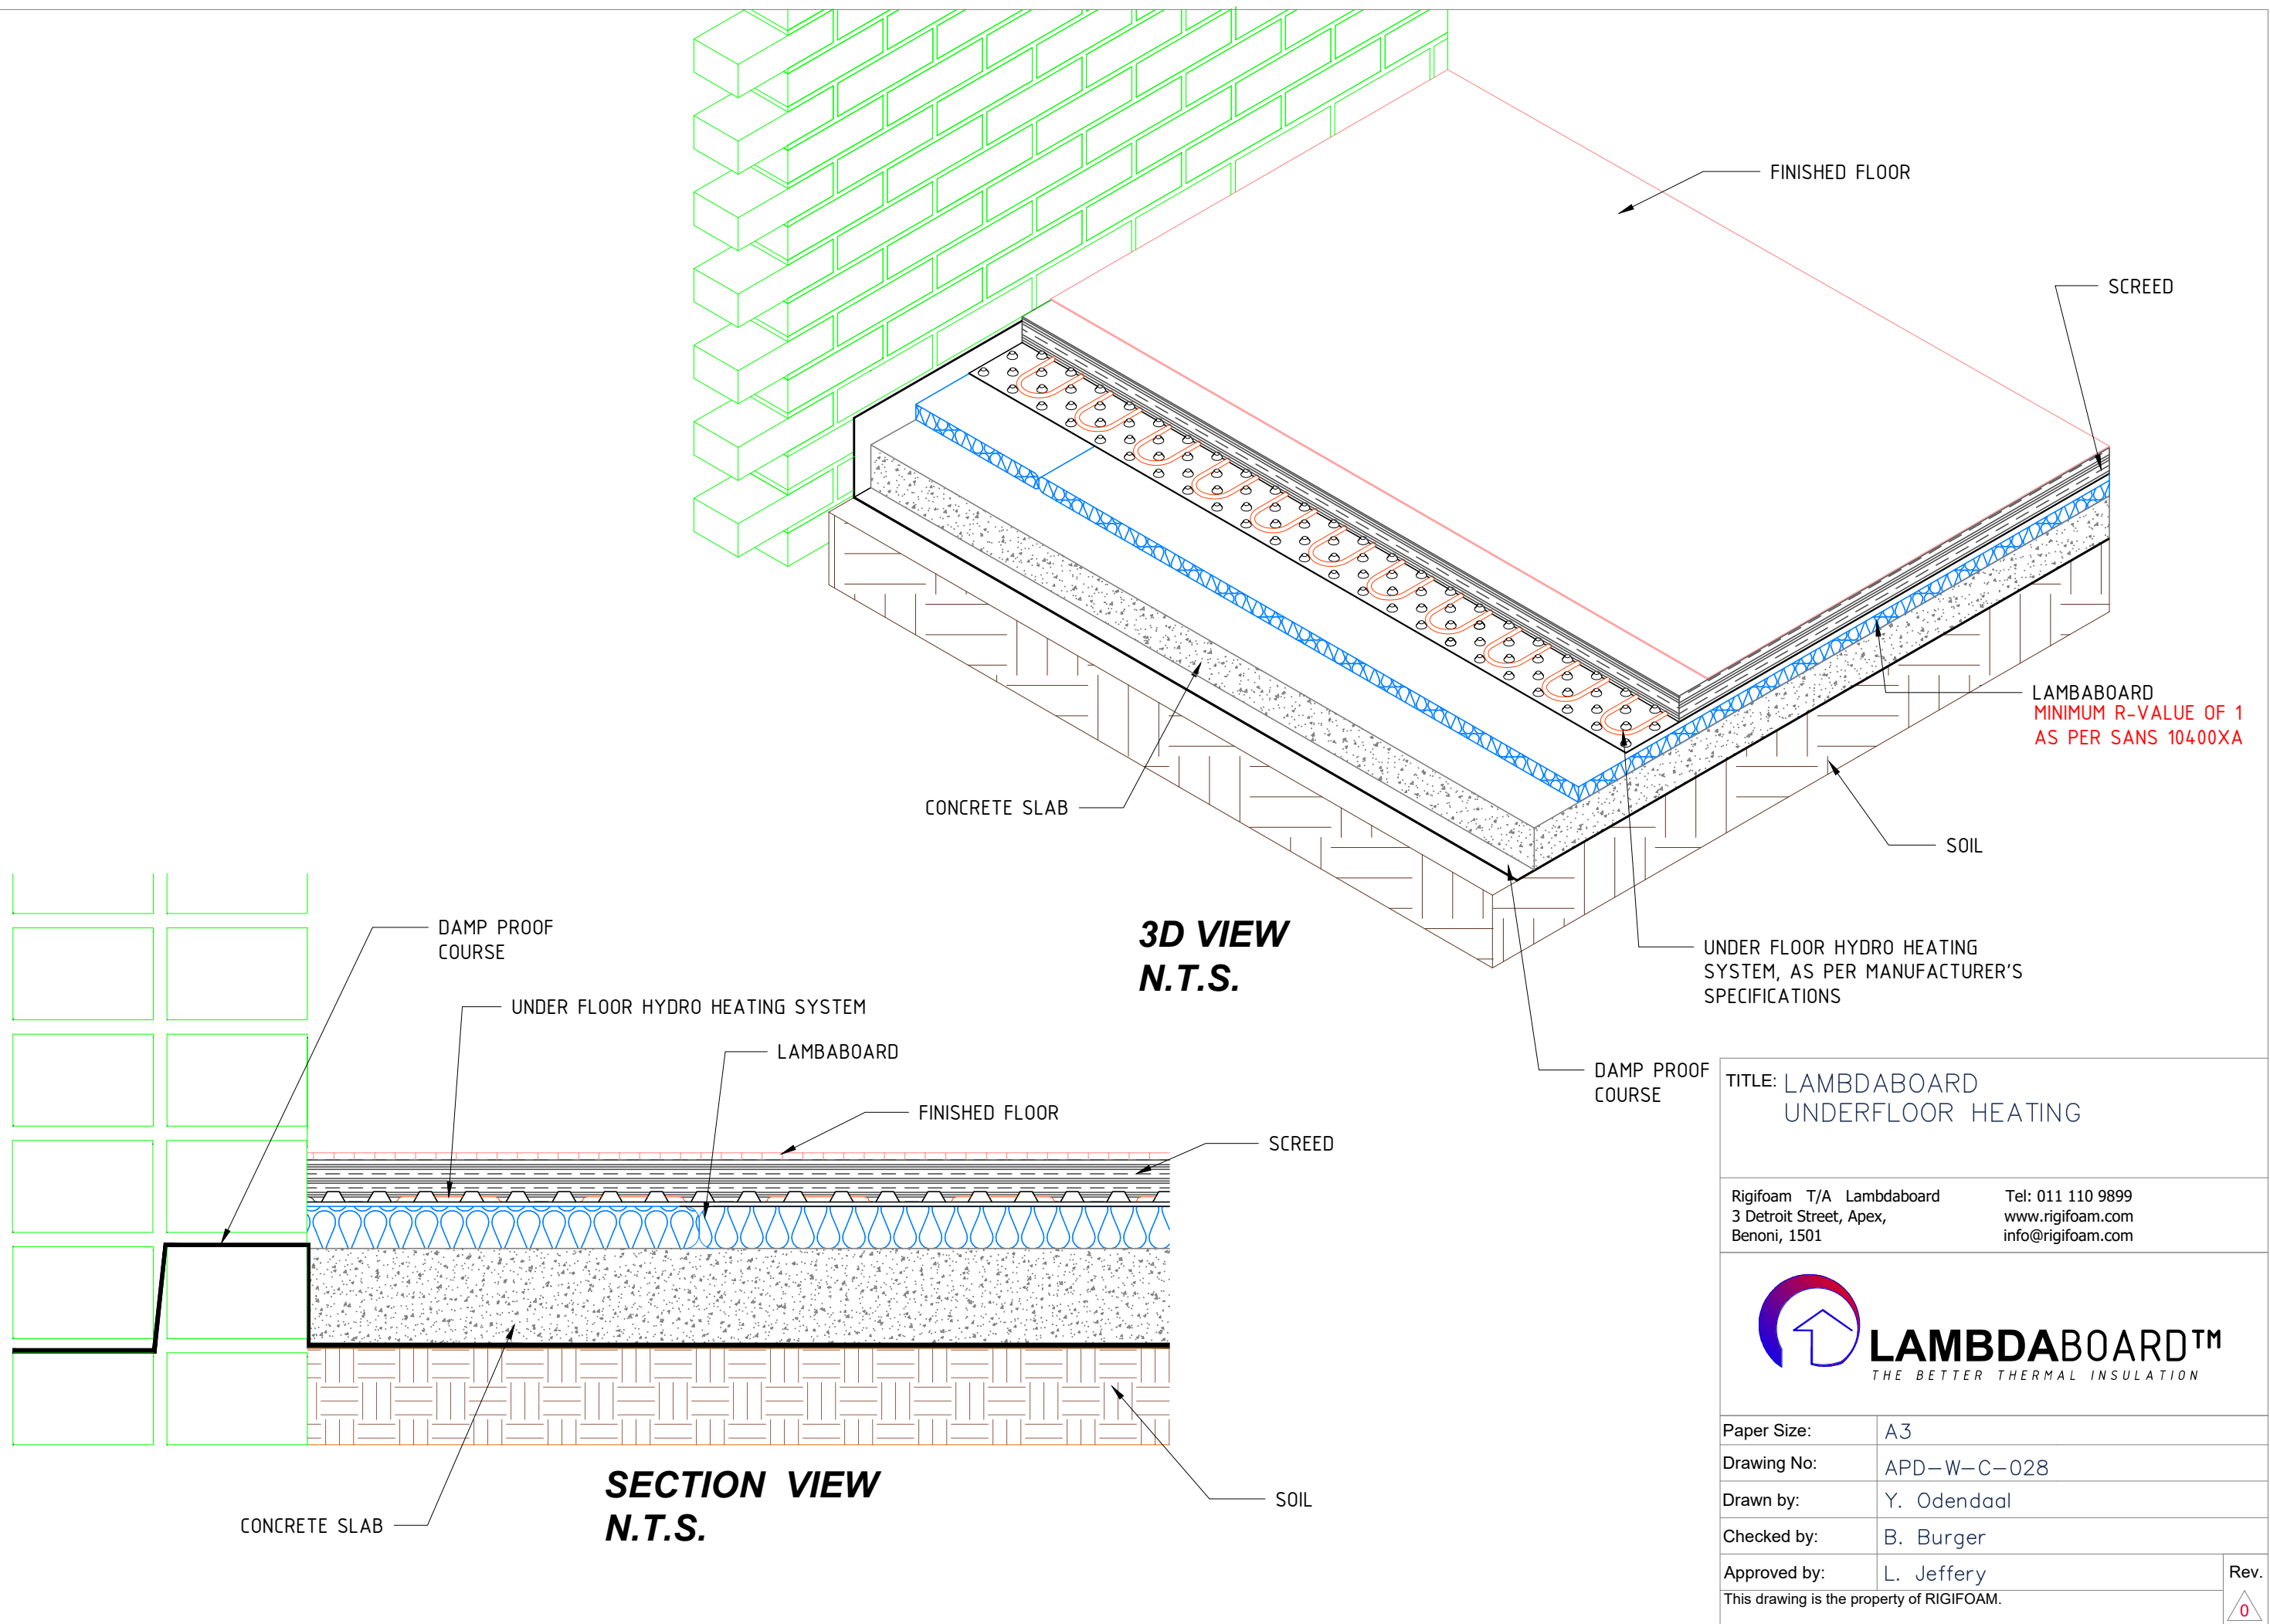 FINISHED FLOOR
SCREED
LAMBABOARD
MINIMUM R-VALUE OF 1
AS PER SANS 10400XA
CONCRETE SLAB
SOIL
3D VIEW
N.T.S.
UNDER FLOOR HYDRO HEATING
SYSTEM, AS PER MANUFACTURER'S
SPECIFICATIONS
DAMP PROOF
COURSE
DAMP PROOF
COURSE
UNDER FLOOR HYDRO HEATING SYSTEM
LAMBABOARD
FINISHED FLOOR
SCREED
SOIL
CONCRETE SLAB
SECTION VIEW
N.T.S.
TITLE: LAMBDABOARD
UNDERFLOOR HEATING
Rigifoam T/A Lambdaboard Tel: 011 110 9899
3 Detroit Street, Apex, www.rigifoam.com
Benoni, 1501 info@rigifoam.com
LAMBDABOARD™
THE BETTER THERMAL INSULATION
Paper Size: A3
Drawing No: APD-W-C-028
Drawn by: Y. Odendaal
Checked by: B. Burger
Approved by: L. Jeffery Rev.
This drawing is the property of RIGIFOAM. 0